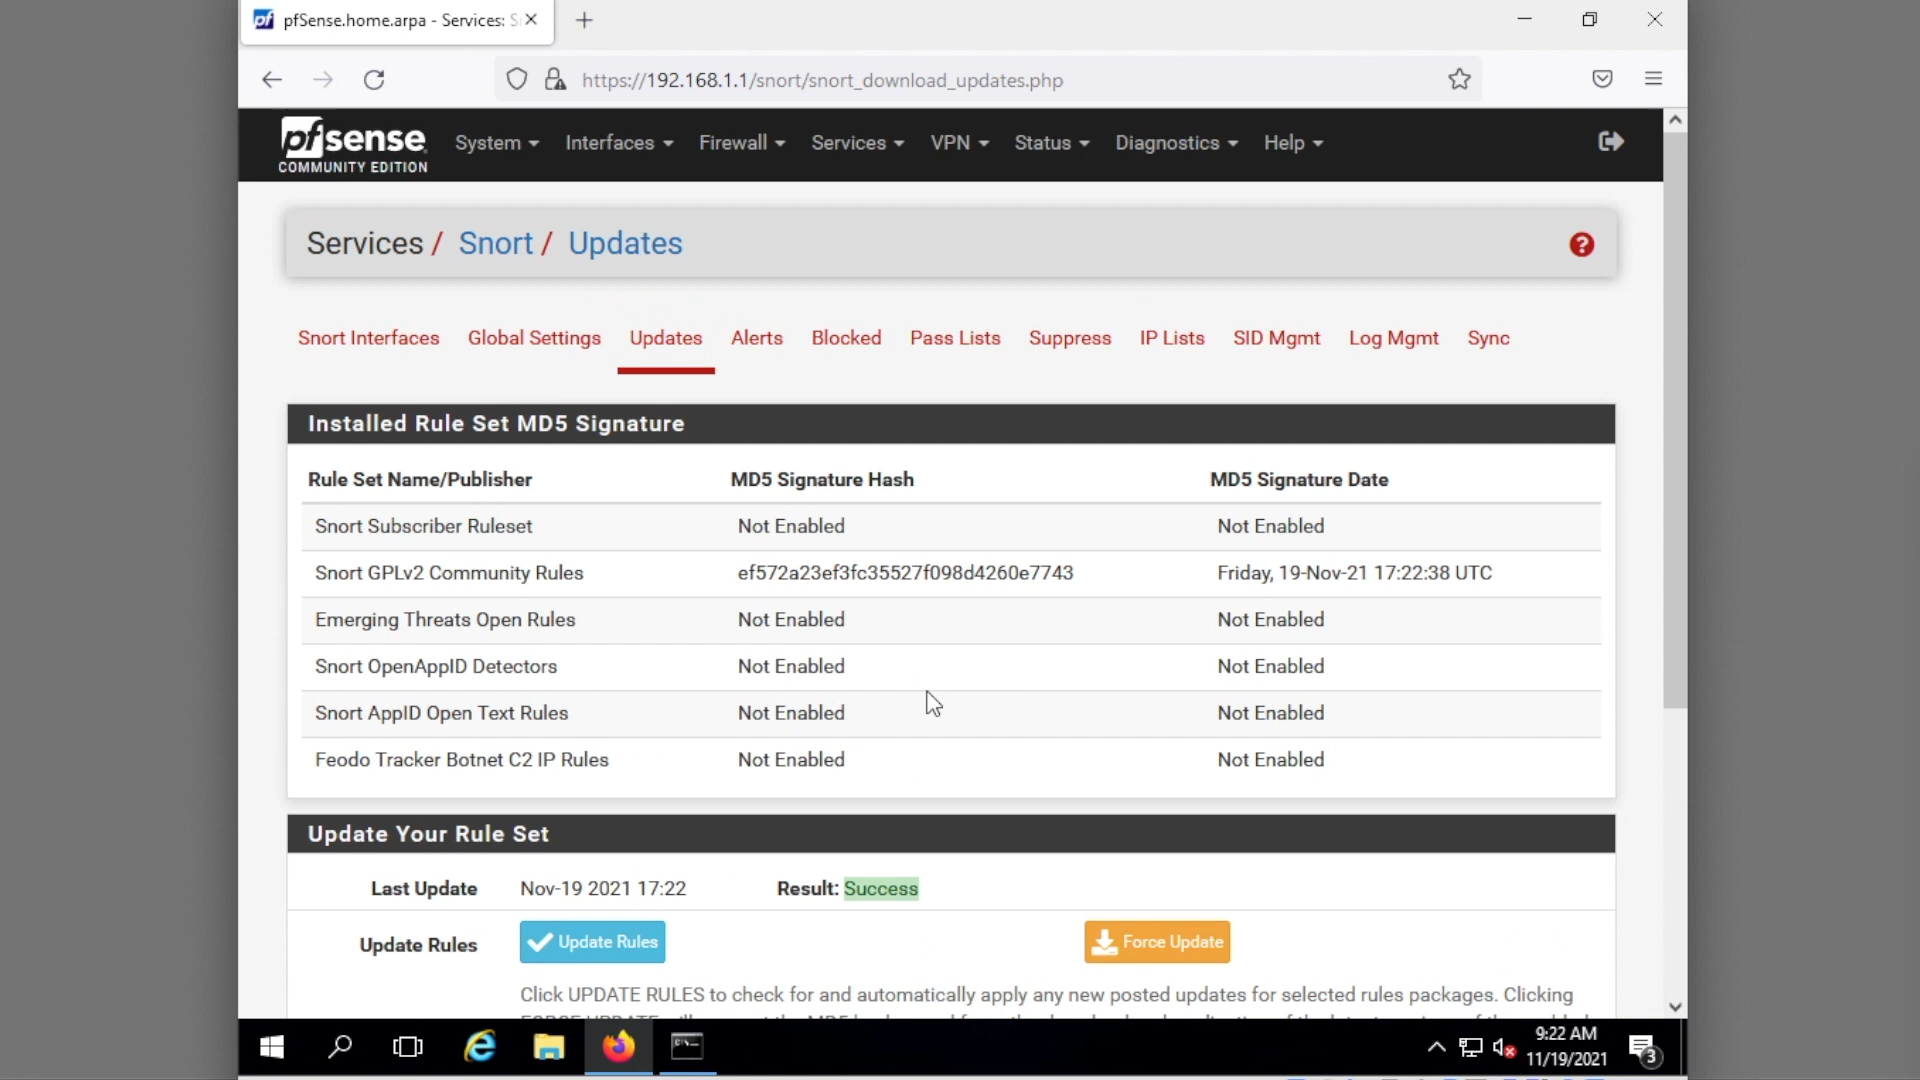 pfSense.home.arpa - Services: S
https://192.168.1.1/snort/snort_download_updates.php
pfsense
COMMUNITY EDITION
System Interfaces Firewall Services VPN Status Diagnostics Help
Services / Snort / Updates
Snort Interfaces Global Settings Updates Alerts Blocked Pass Lists Suppress IP Lists SID Mgmt Log Mgmt Sync
Installed Rule Set MD5 Signature
Rule Set Name/Publisher MD5 Signature Hash MD5 Signature Date
Snort Subscriber Ruleset Not Enabled Not Enabled
Snort GPLv2 Community Rules ef572a23ef3fc35527f098d4260e7743 Friday, 19-Nov-21 17:22:38 UTC
Emerging Threats Open Rules Not Enabled Not Enabled
Snort OpenAppID Detectors Not Enabled Not Enabled
Snort AppID Open Text Rules Not Enabled Not Enabled
Feodo Tracker Botnet C2 IP Rules Not Enabled Not Enabled
Update Your Rule Set
Last Update Nov-19 2021 17:22 Result: Success
Update Rules Update Rules Force Update
Click UPDATE RULES to check for and automatically apply any new posted updates for selected rules packages. Clicking
9:22 AM
11/19/2021
3